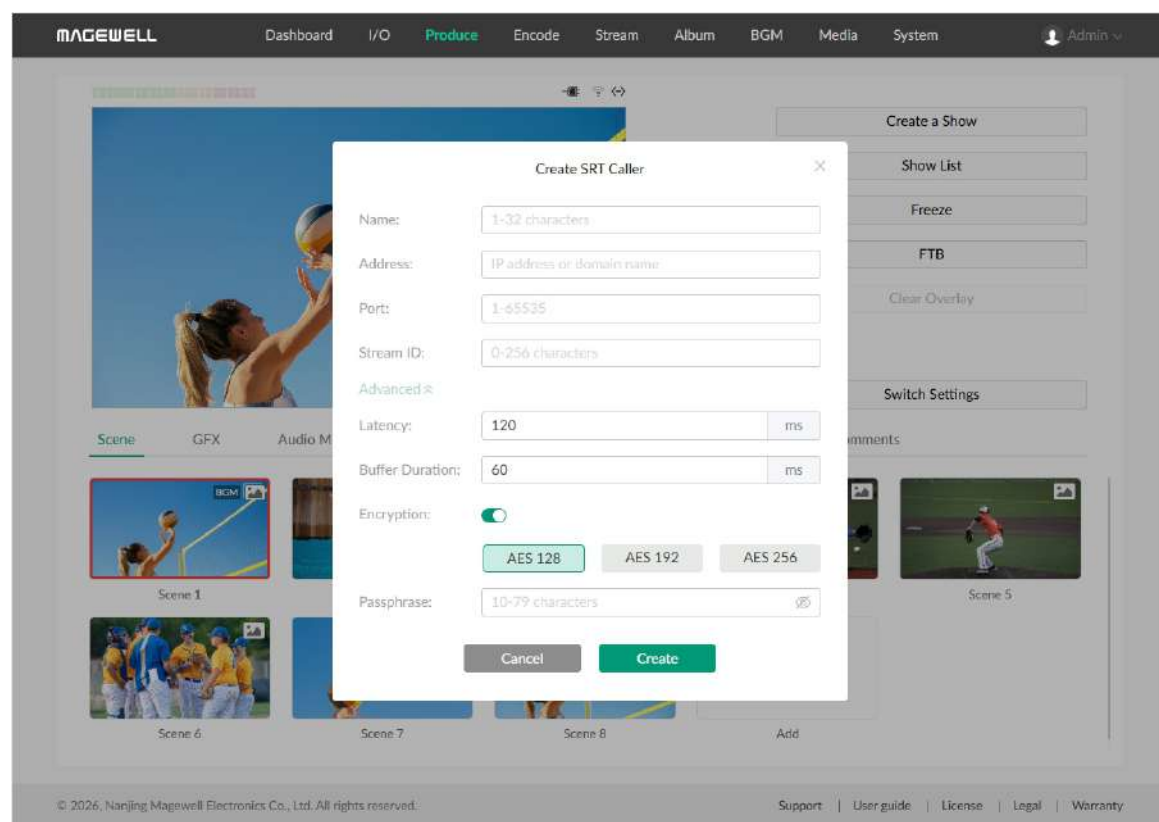 MAGEWELL Dashboard I/O Produce Encode Stream Album BGM Media System Admin
Create a Show
Show List
Freeze
FTB
Clear Overlay
Switch Settings
Create SRT Caller
Name: 1-32 characters
Address: IP address or domain name
Port: 1-65535
Stream ID: 0-256 characters
Advanced
Latency: 120 ms
Buffer Duration: 60 ms
Encryption:
AES 128 AES 192 AES 256
Passphrase: 10-79 characters
Cancel Create
Scene GFX Audio M
BGM
Scene 1 Scene 5
Scene 6 Scene 7 Scene 8 Add
© 2026, Nanjing Magewell Electronics Co., Ltd. All rights reserved. Support | User guide | License | Legal | Warranty